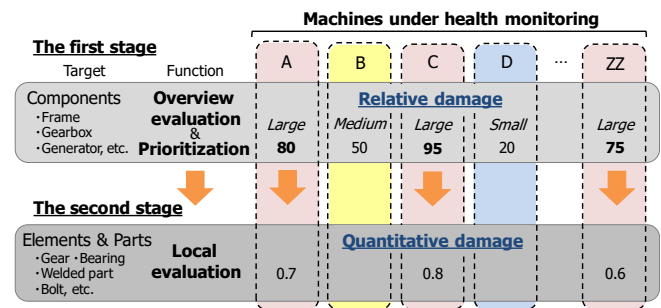 Machines under health monitoring
The first stage
Target Function
A B C D ... ZZ
Components
・Frame
・Gearbox
・Generator, etc.
Overview
evaluation
&
Prioritization
Relative damage
Large Medium Large Small Large
80 50 95 20 75
The second stage
Elements & Parts
・Gear ・Bearing
・Welded part
・Bolt, etc.
Local
evaluation
Quantitative damage
0.7 0.8 0.6